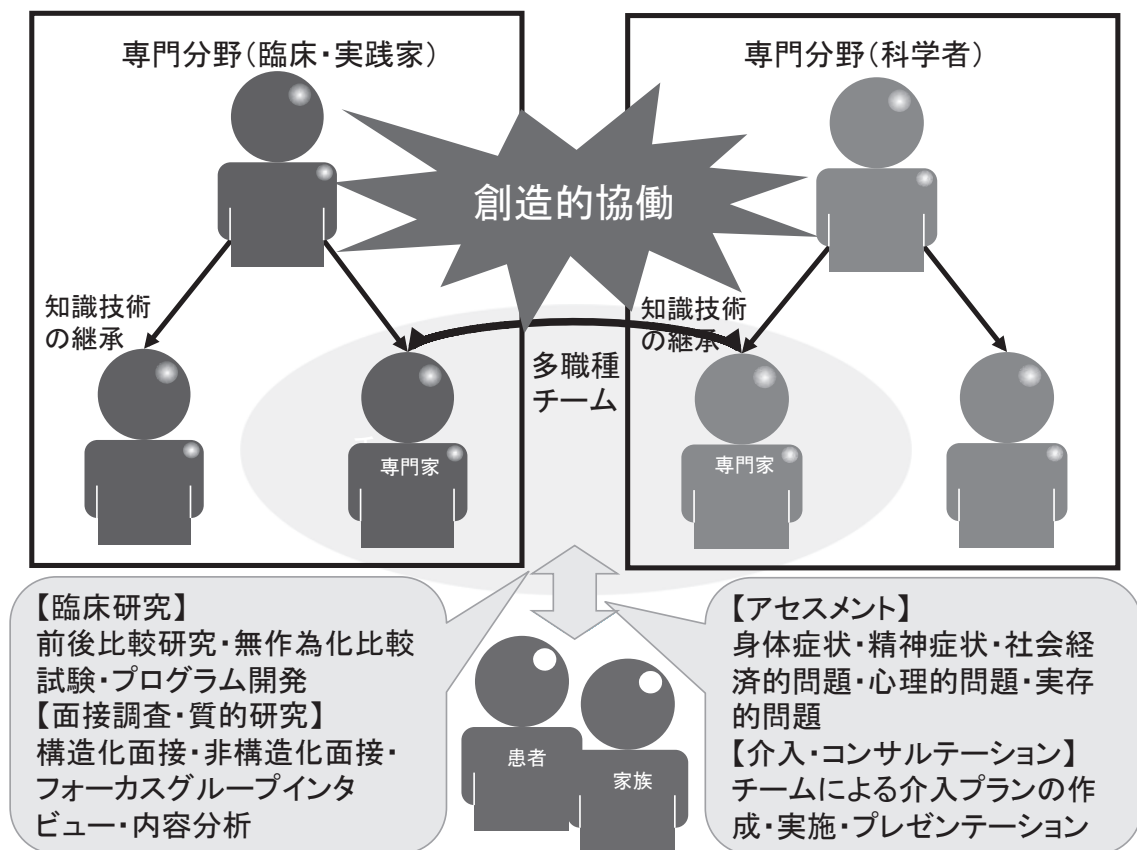 専門分野（臨床・実践家）
専門分野（科学者）
創造的協働
知識技術
の継承
知識技術
の継承
多職種
チーム
専門家
専門家
【臨床研究】
前後比較研究・無作為化比較
試験・プログラム開発
【面接調査・質的研究】
構造化面接・非構造化面接・
フォーカスグループインタ
ビュー・内容分析
患者
家族
【アセスメント】
身体症状・精神症状・社会経
済的問題・心理的問題・実存
的問題
【介入・コンサルテーション】
チームによる介入プランの作
成・実施・プレゼンテーション